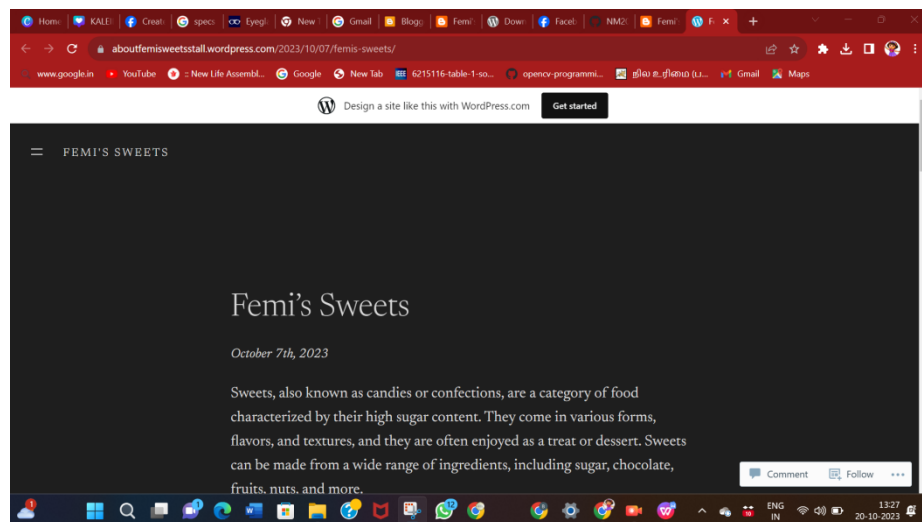 Home
KALE
Creati
specs
Eyegl
New T
Gmail
Blogg
Femi'
Down
Faceb
NM2(
Femi'
F
aboutfemisweetsstall.wordpress.com/2023/10/07/femis-sweets/
www.google.in
YouTube
:: New Life Assembl...
Google
New Tab
6215116-table-1-so...
opencv-programmi...
நில உரிமை (ப...
Gmail
Maps
Design a site like this with WordPress.com
Get started
FEMI'S SWEETS
Femi's Sweets
October 7th, 2023
Sweets, also known as candies or confections, are a category of food
characterized by their high sugar content. They come in various forms,
flavors, and textures, and they are often enjoyed as a treat or dessert. Sweets
can be made from a wide range of ingredients, including sugar, chocolate,
fruits, nuts, and more.
Comment
Follow
ENG
IN
13:27
20-10-2023